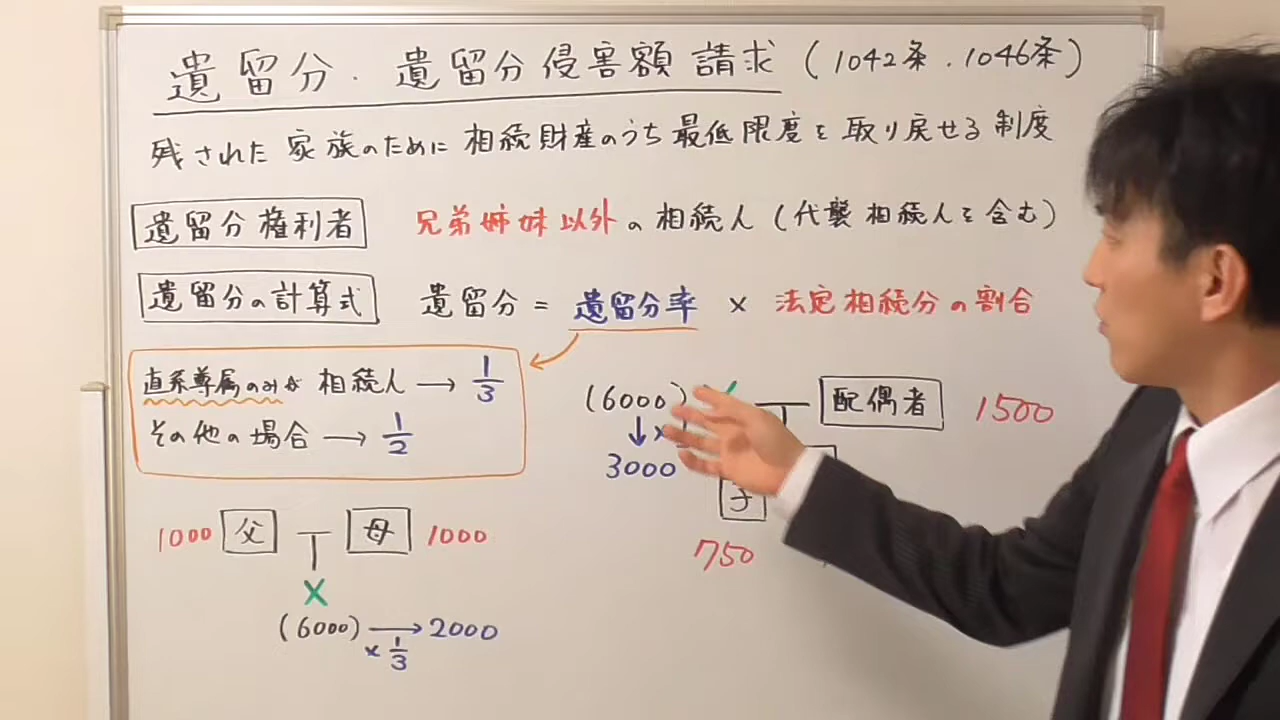 遺留分・遺留分侵害額請求(1042条・1046条)
残された家族のために相続財産のうち最低限度を取り戻せる制度
遺留分権利者 兄弟姉妹以外の相続人(代襲相続人を含む)
遺留分の計算式 遺留分=遺留分率×法定相続分の割合
直系尊属のみが相続人→1/3
その他の場合→1/2
(6000) 配偶者 1500
↓×
3000
子
750
1000 父 母 1000
×
(6000)→2000
×1/3